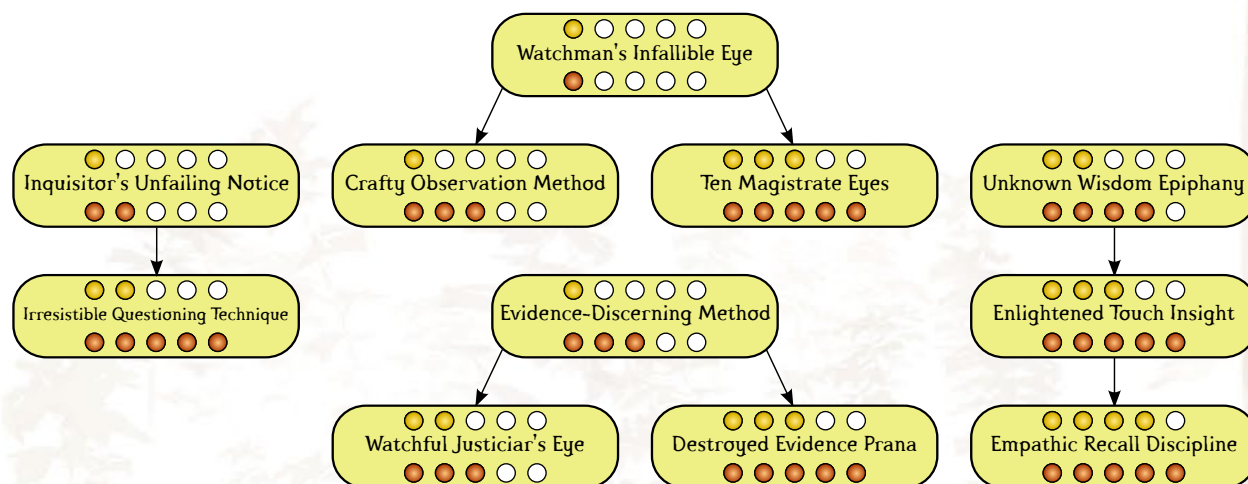 Watchman's Infallible Eye
Inquisitor's Unfailing Notice
Crafty Observation Method
Ten Magistrate Eyes
Unknown Wisdom Epiphany
Irresistible Questioning Technique
Evidence-Discerning Method
Enlightened Touch Insight
Watchful Justiciar's Eye
Destroyed Evidence Prana
Empathic Recall Discipline